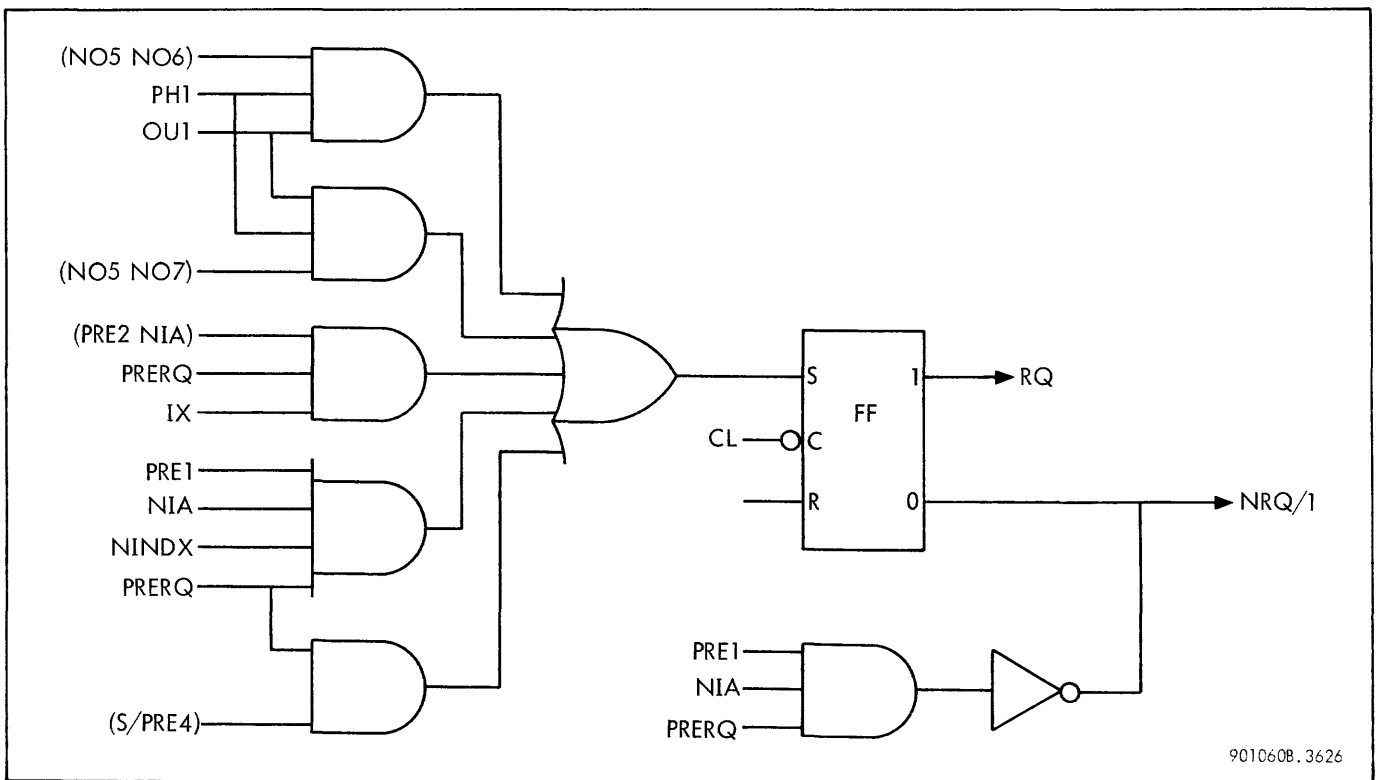 (NO5 NO6)
PH1
OU1
(NO5 NO7)
(PRE2 NIA)
PRERQ
IX
PRE1
NIA
NINDX
PRERQ
(S/PRE4)
S 1
FF
CL C
R 0
RQ
NRQ/1
PRE1
NIA
PRERQ
901060B.3626